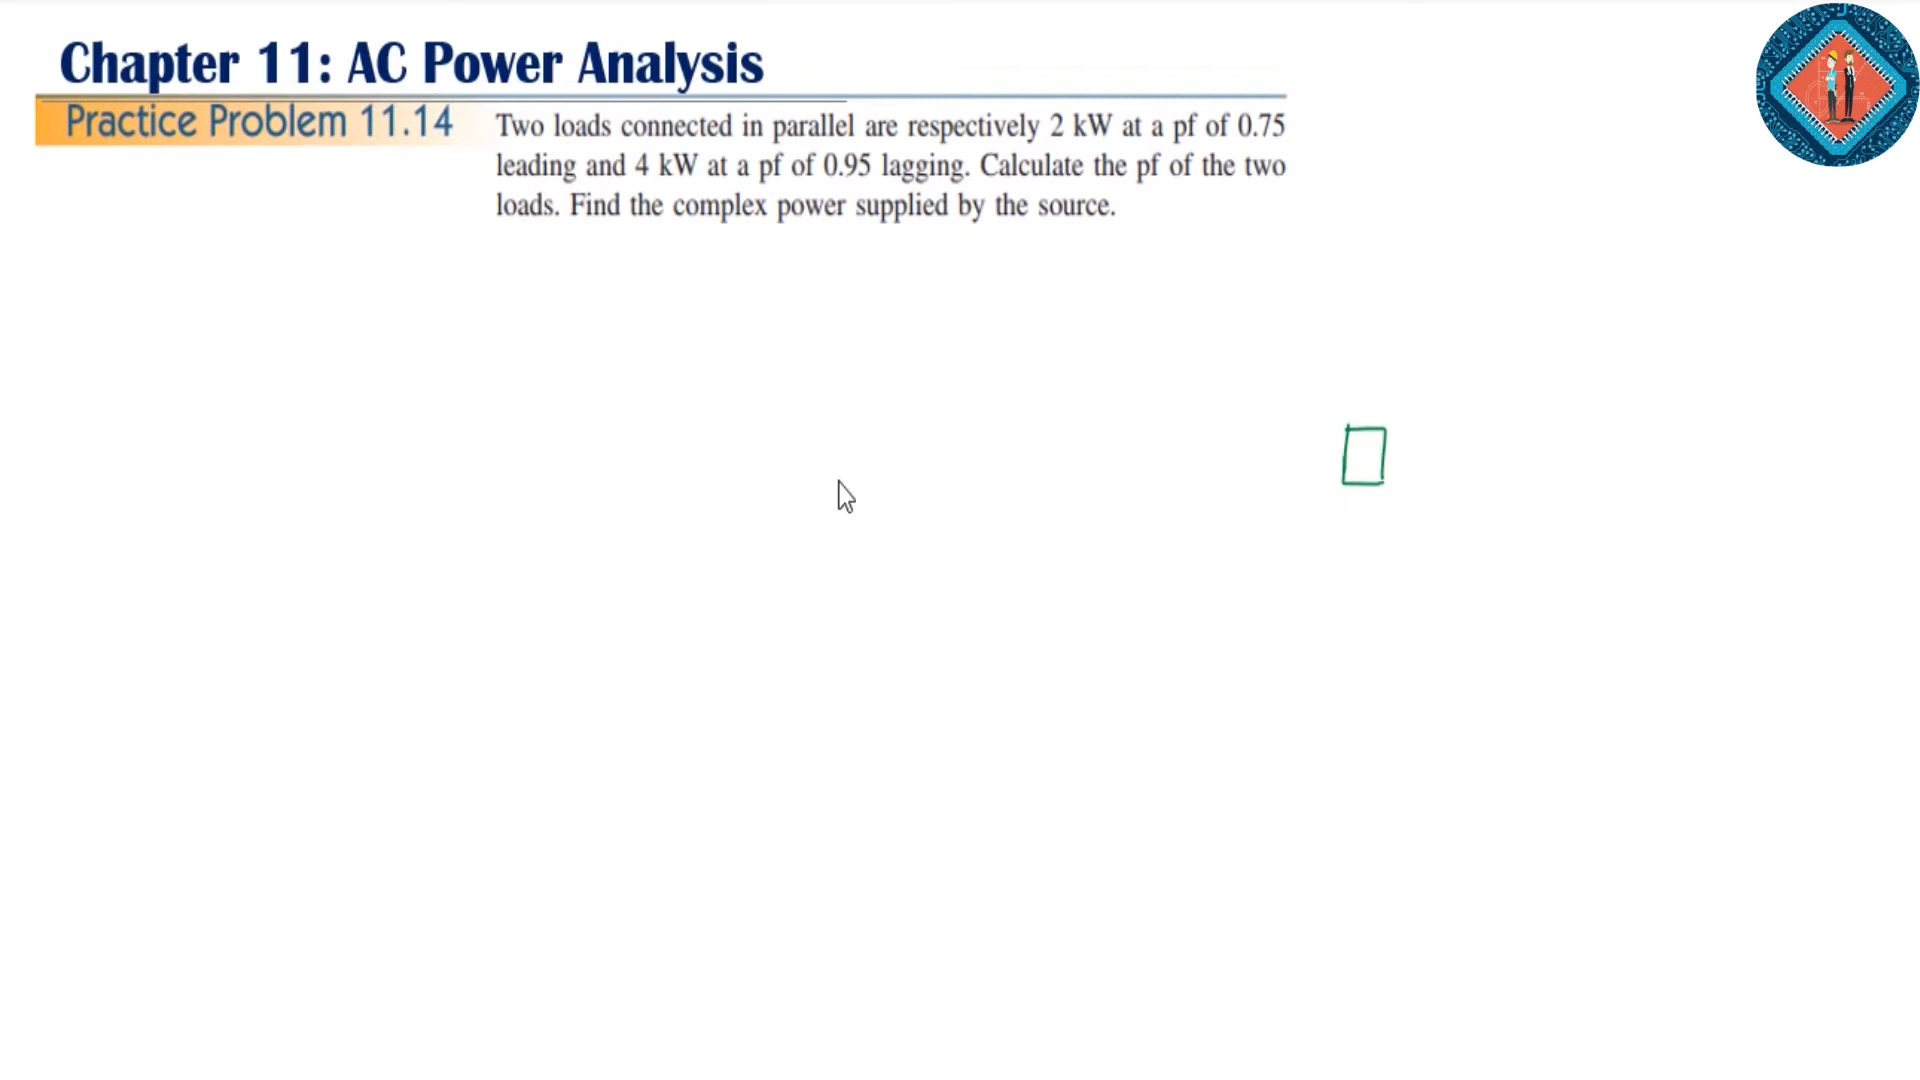 Chapter 11: AC Power Analysis
Practice Problem 11.14
Two loads connected in parallel are respectively 2 kW at a pf of 0.75
leading and 4 kW at a pf of 0.95 lagging. Calculate the pf of the two
loads. Find the complex power supplied by the source.